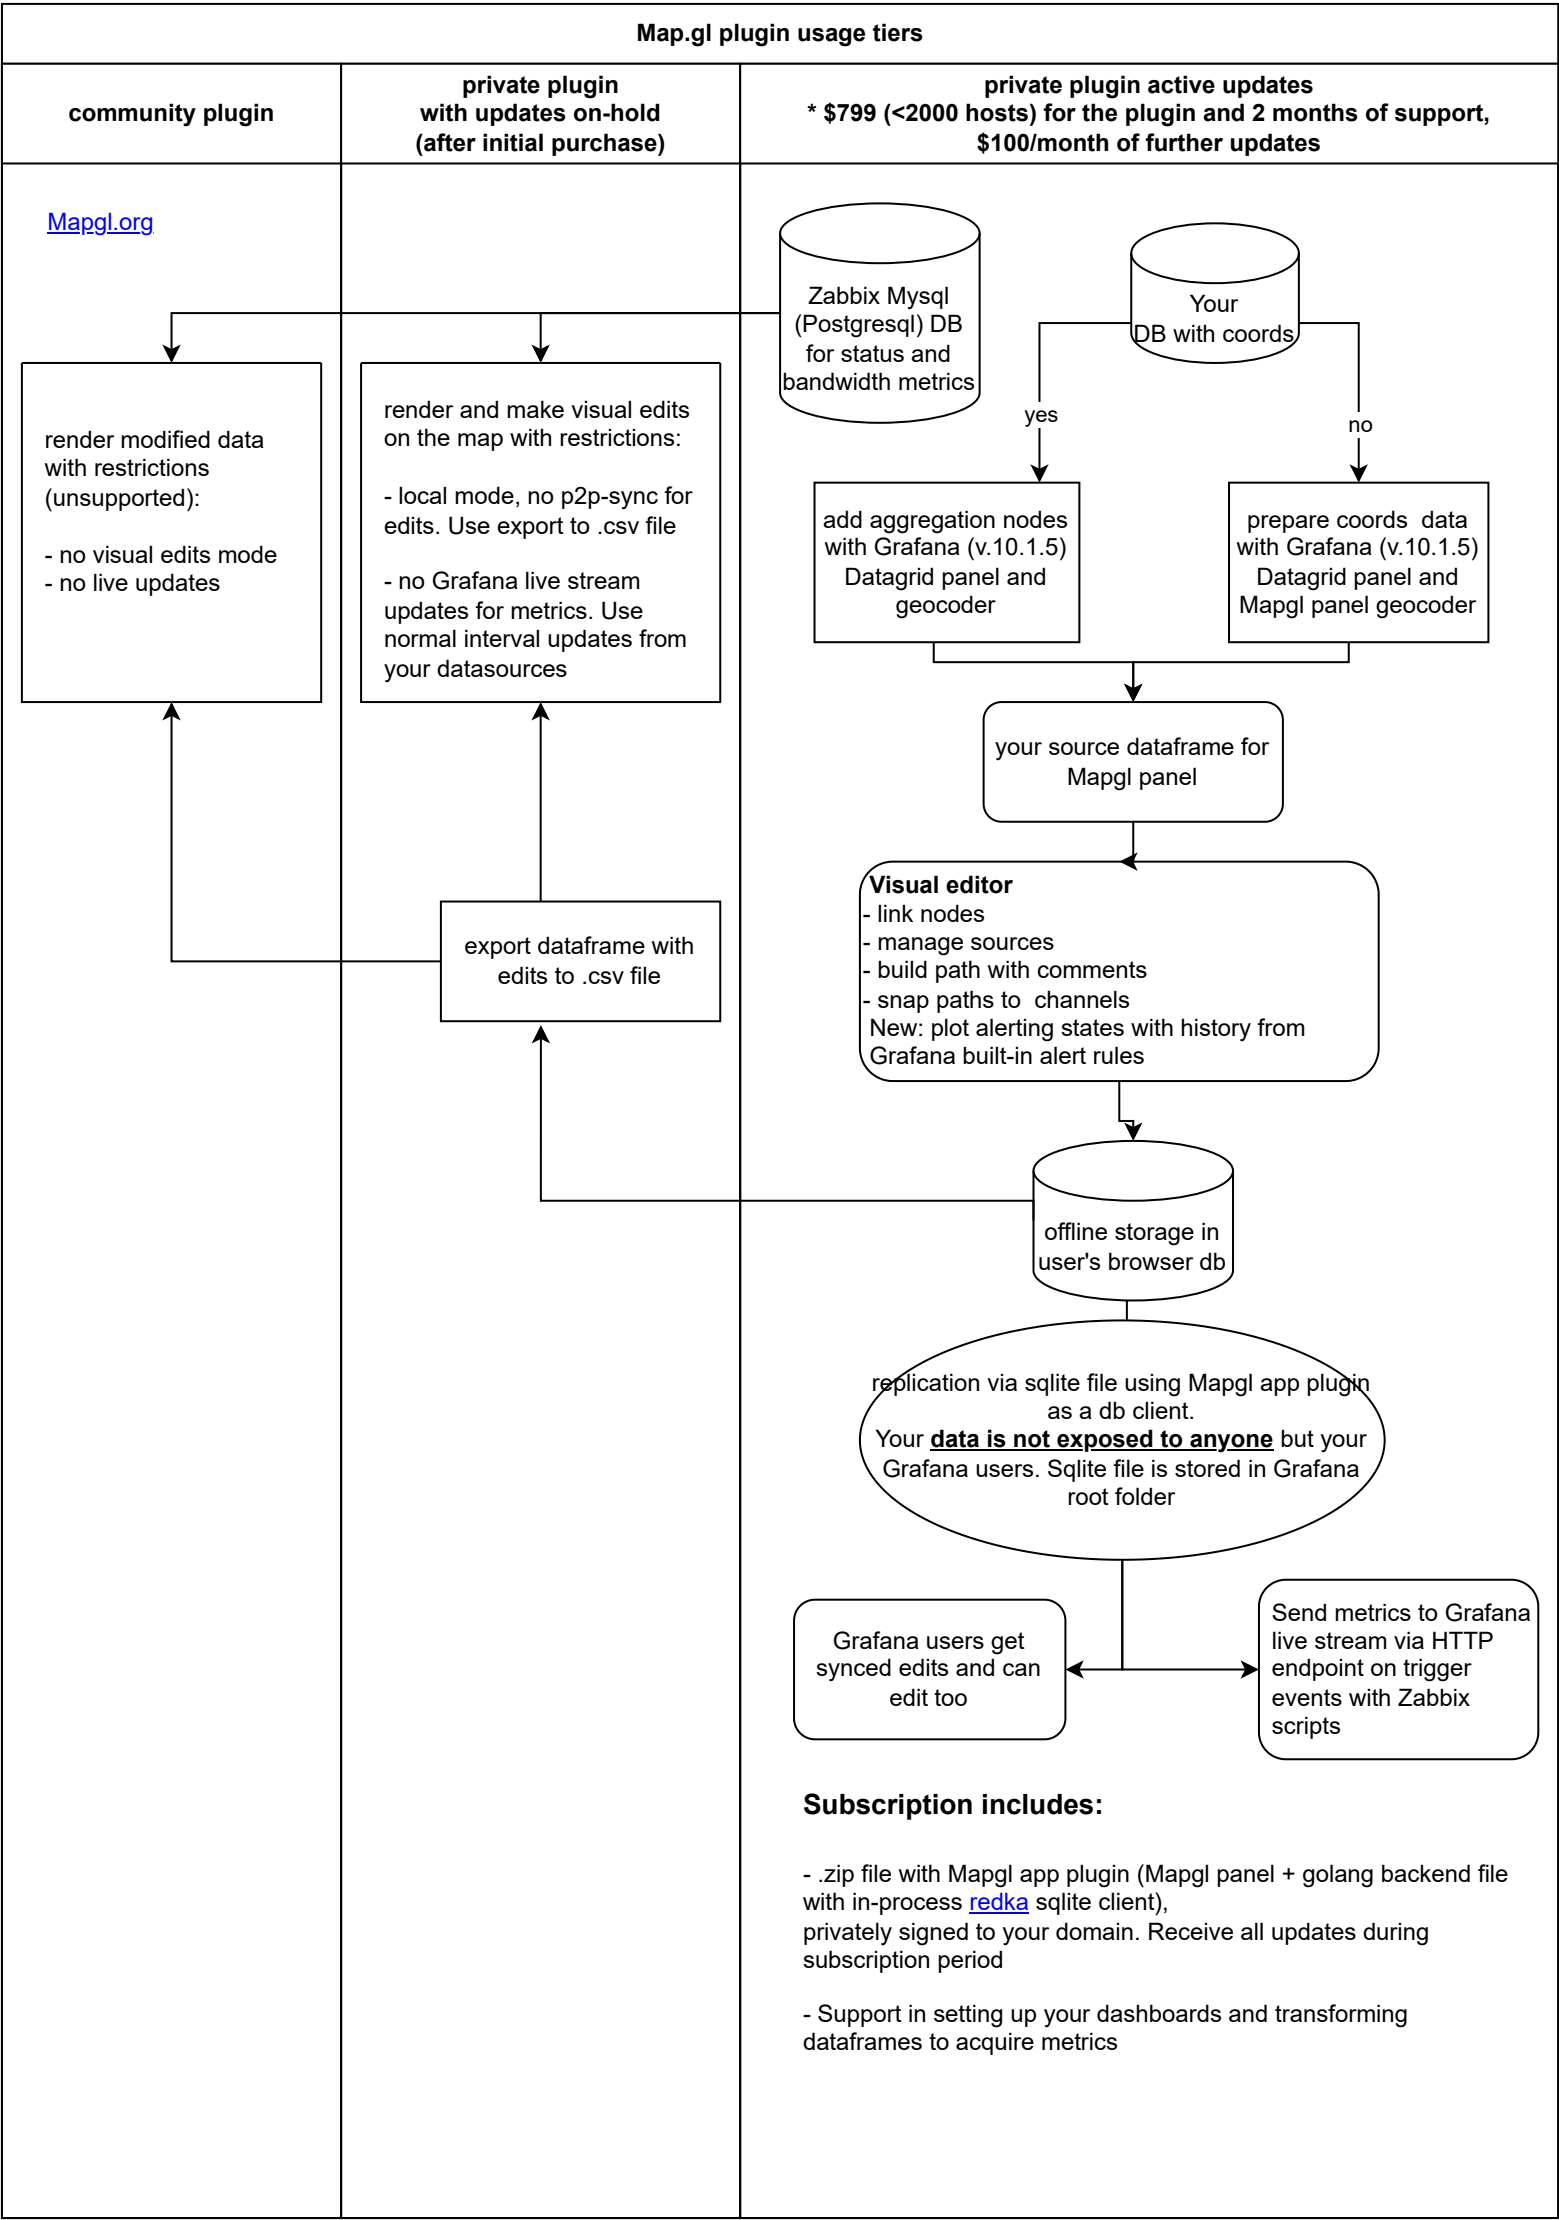 Map.gl plugin usage tiers
community plugin
private plugin
with updates on-hold
(after initial purchase)
private plugin active updates
* $799 (<2000 hosts) for the plugin and 2 months of support,
$100/month of further updates
Mapgl.org
Zabbix Mysql
(Postgresql) DB
for status and
bandwidth metrics
Your
DB with coords
yes
no
render modified data
with restrictions
(unsupported):
- no visual edits mode
- no live updates
render and make visual edits
on the map with restrictions:
- local mode, no p2p-sync for
edits. Use export to .csv file
- no Grafana live stream
updates for metrics. Use
normal interval updates from
your datasources
add aggregation nodes
with Grafana (v.10.1.5)
Datagrid panel and
geocoder
prepare coords  data
with Grafana (v.10.1.5)
Datagrid panel and
Mapgl panel geocoder
your source dataframe for
Mapgl panel
Visual editor
- link nodes
- manage sources
- build path with comments
- snap paths to  channels
New: plot alerting states with history from
Grafana built-in alert rules
export dataframe with
edits to .csv file
offline storage in
user's browser db
replication via sqlite file using Mapgl app plugin
as a db client.
Your data is not exposed to anyone but your
Grafana users. Sqlite file is stored in Grafana
root folder
Grafana users get
synced edits and can
edit too
Send metrics to Grafana
live stream via HTTP
endpoint on trigger
events with Zabbix
scripts
Subscription includes:
- .zip file with Mapgl app plugin (Mapgl panel + golang backend file
with in-process redka sqlite client),
privately signed to your domain. Receive all updates during
subscription period
- Support in setting up your dashboards and transforming
dataframes to acquire metrics